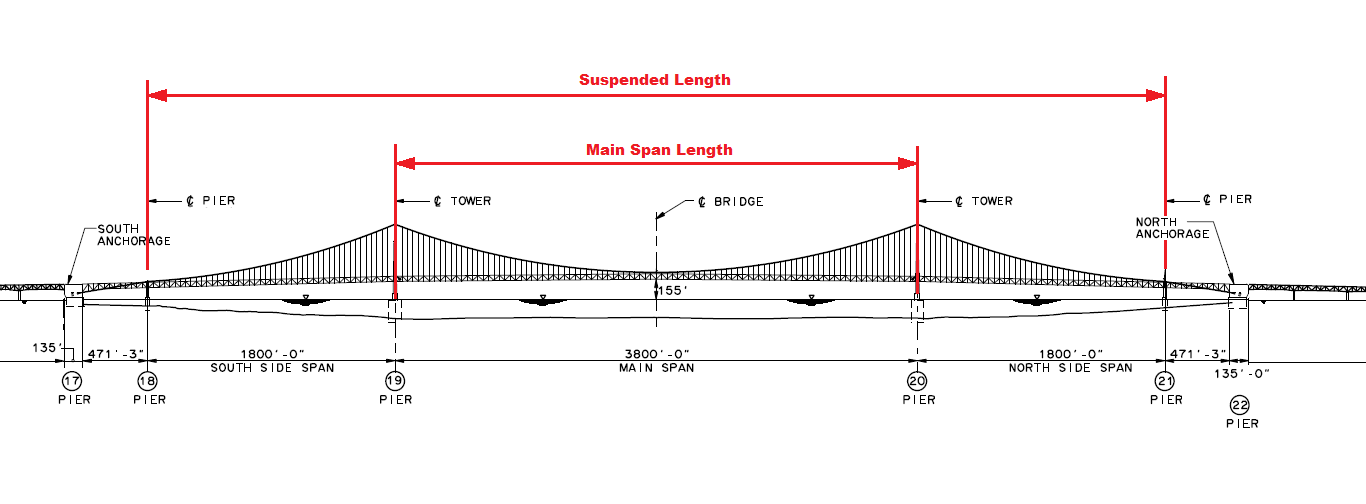 Suspended Length
Main Span Length
℄ PIER
℄ TOWER
℄ BRIDGE
℄ TOWER
℄ PIER
SOUTH
ANCHORAGE
NORTH
ANCHORAGE
155'
135'
471'-3"
1800'-0"
3800'-0"
1800'-0"
471'-3"
SOUTH SIDE SPAN
MAIN SPAN
NORTH SIDE SPAN
135'-0"
17
PIER
18
PIER
19
PIER
20
PIER
21
PIER
22
PIER